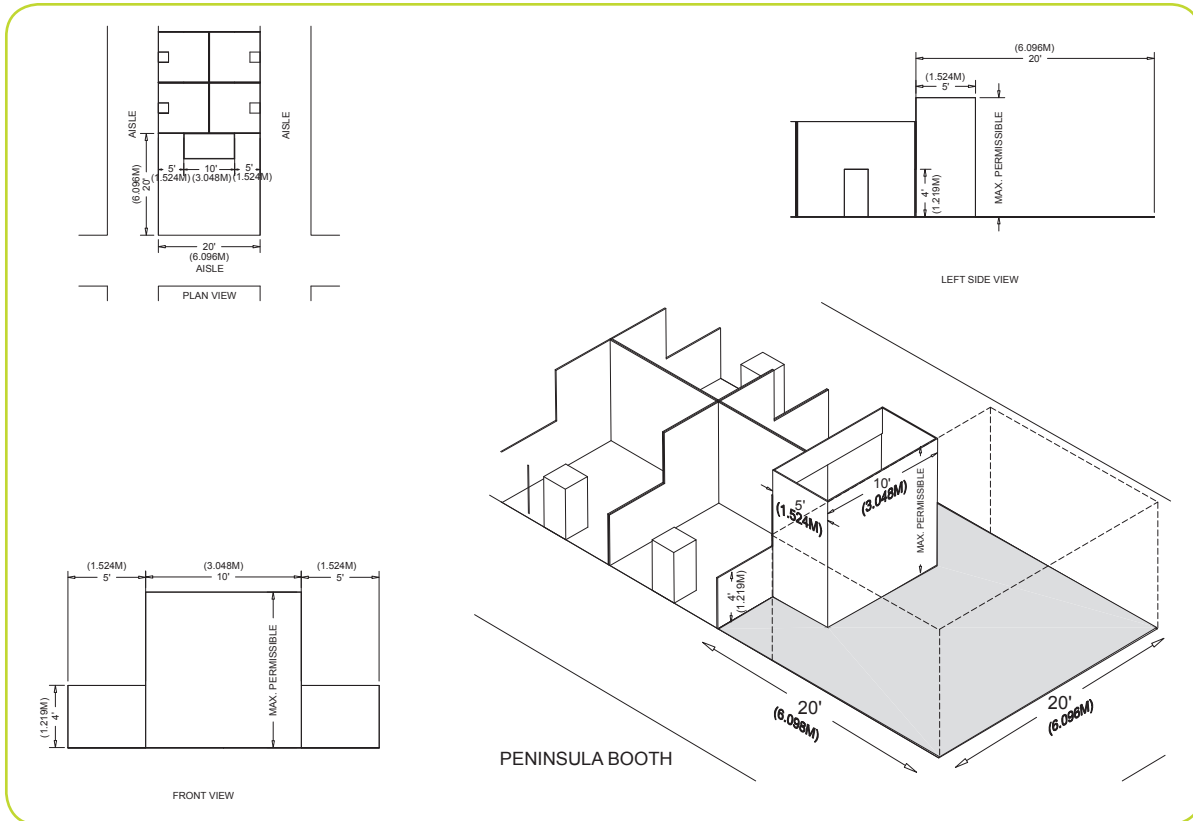 AISLE
AISLE
5'
10'
5'
(1.524M)
(3.048M)
(1.524M)
20'
(6.096M)
20'
(6.096M)
AISLE
PLAN VIEW
(6.096M)
20'
(1.524M)
5'
MAX. PERMISSIBLE
4'
(1.219M)
LEFT SIDE VIEW
(1.524M)
5'
(3.048M)
10'
(1.524M)
5'
MAX. PERMISSIBLE
(1.219M)
4'
FRONT VIEW
5'
(1.524M)
10'
(3.048M)
MAX. PERMISSIBLE
4'
(1.219M)
20'
(6.096M)
20'
(6.096M)
PENINSULA BOOTH